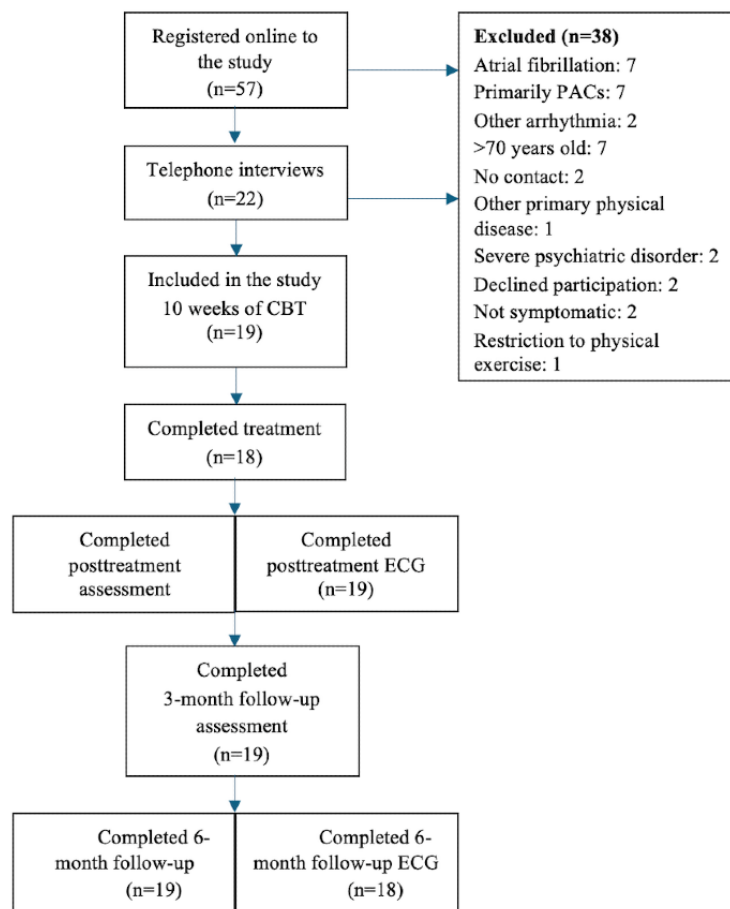 Registered online to
the study
(n=57)
Excluded (n=38)
Atrial fibrillation: 7
Primarily PACs: 7
Other arrhythmia: 2
>70 years old: 7
No contact: 2
Other primary physical
disease: 1
Severe psychiatric disorder: 2
Declined participation: 2
Not symptomatic: 2
Restriction to physical
exercise: 1
Telephone interviews
(n=22)
Included in the study
10 weeks of CBT
(n=19)
Completed treatment
(n=18)
Completed
posttreatment
assessment
Completed
posttreatment ECG
(n=19)
Completed
3-month follow-up
assessment
(n=19)
Completed 6-
month follow-up
(n=19)
Completed 6-
month follow-up ECG
(n=18)